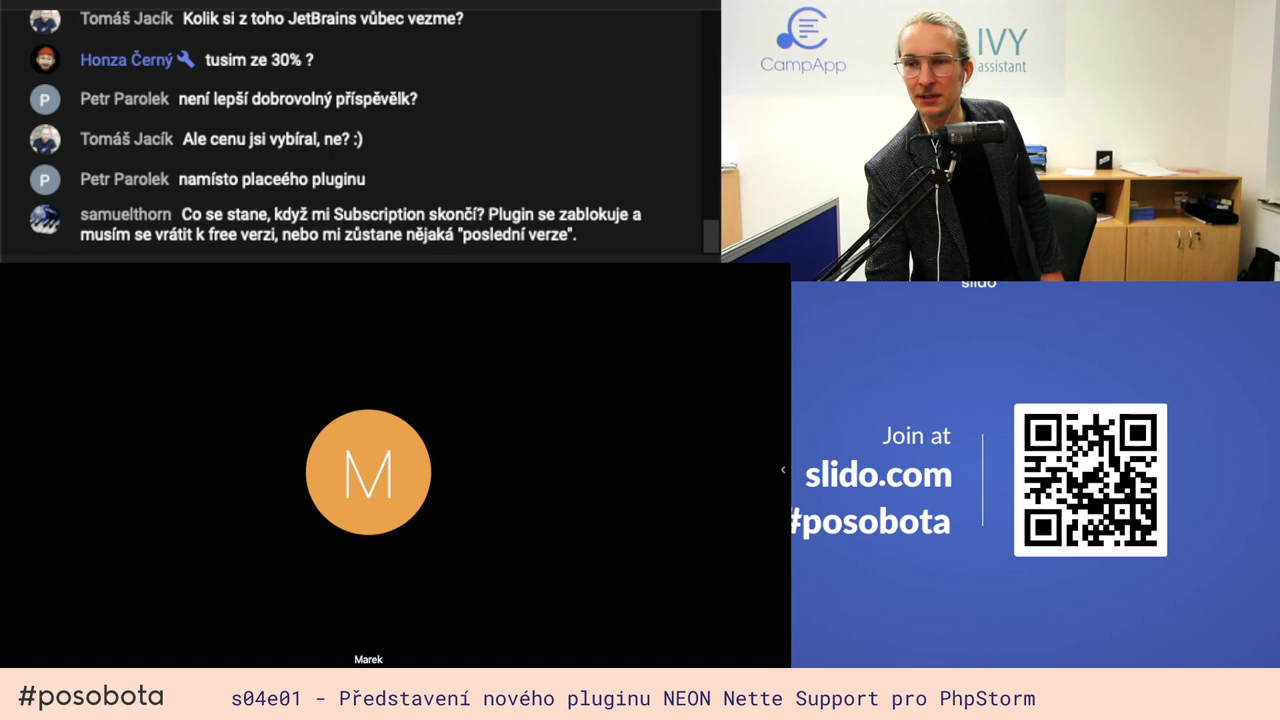 Tomáš Jacík Kolik si z toho JetBrains vůbec vezme?
Honza Černý tusim ze 30% ?
P Petr Parolek není lepší dobrovolný příspěvělk?
Tomáš Jacík Ale cenu jsi vybíral, ne? :)
P Petr Parolek namísto placeého pluginu
samuelthorn Co se stane, když mi Subscription skončí? Plugin se zablokuje a
musím se vrátit k free verzi, nebo mi zůstane nějaká "poslední verze".
CampApp
IVY
assistant
M
Marek
slido
Join at
slido.com
#posobota
#posobota
s04e01 - Představení nového pluginu NEON Nette Support pro PhpStorm